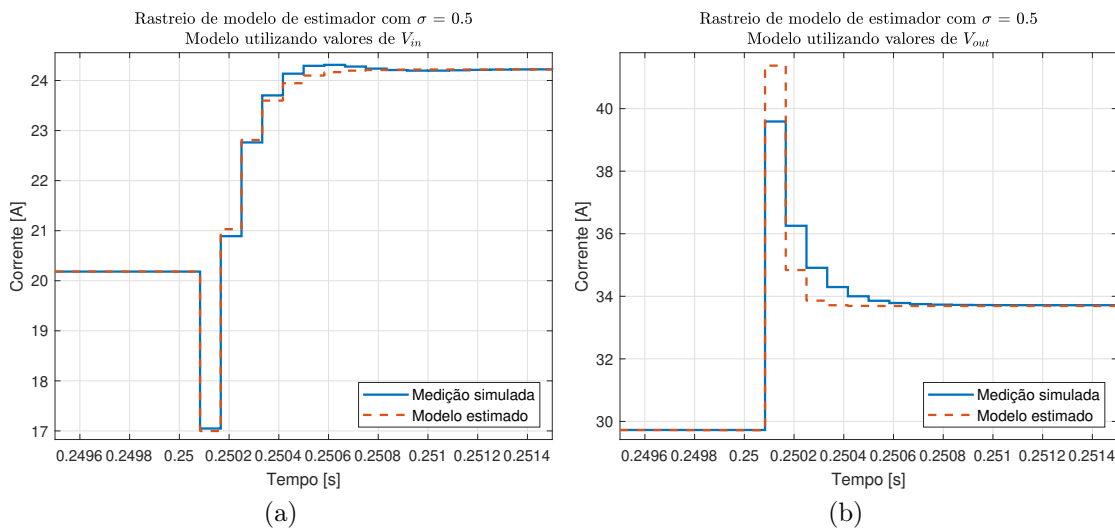 Rastreio de modelo de estimador com σ = 0.5
Modelo utilizando valores de V_in
24
23
22
21
20
19
18
17
Corrente [A]
0.2496 0.2498 0.25 0.2502 0.2504 0.2506 0.2508 0.251 0.2512 0.2514
Tempo [s]
Medição simulada
Modelo estimado
(a)
Rastreio de modelo de estimador com σ = 0.5
Modelo utilizando valores de V_out
40
38
36
34
32
30
Corrente [A]
0.2496 0.2498 0.25 0.2502 0.2504 0.2506 0.2508 0.251 0.2512 0.2514
Tempo [s]
Medição simulada
Modelo estimado
(b)